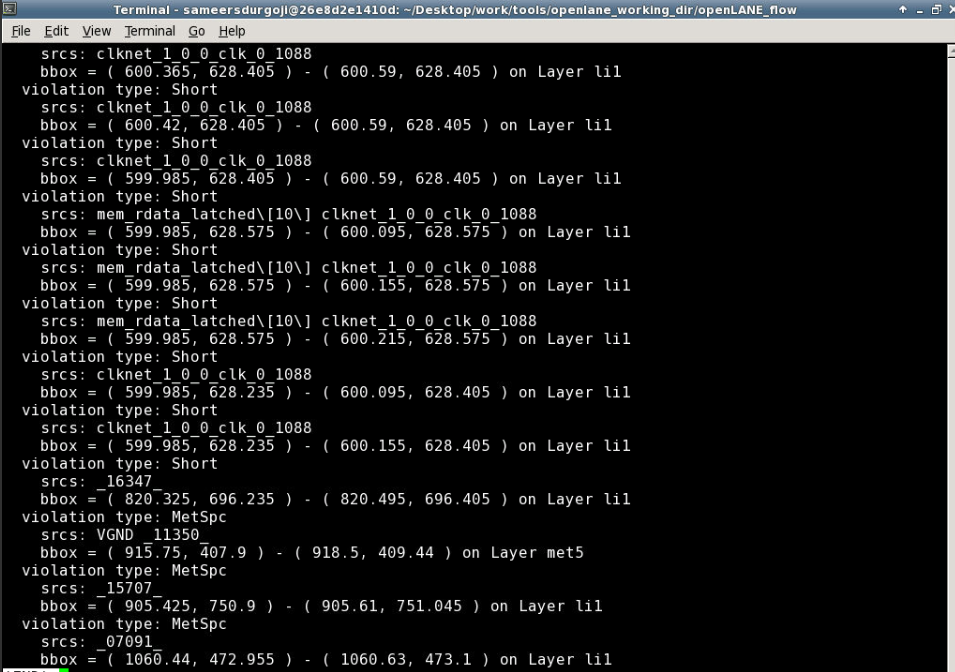 Terminal - sameersdurgoji@26e8d2e1410d: ~/Desktop/work/tools/openlane_working_dir/openLANE_flow
File Edit View Terminal Go Help
srcs: clknet_1_0_0_clk_0_1088
bbox = ( 600.365, 628.405 ) - ( 600.59, 628.405 ) on Layer li1
violation type: Short
srcs: clknet_1_0_0_clk_0_1088
bbox = ( 600.42, 628.405 ) - ( 600.59, 628.405 ) on Layer li1
violation type: Short
srcs: clknet_1_0_0_clk_0_1088
bbox = ( 599.985, 628.405 ) - ( 600.59, 628.405 ) on Layer li1
violation type: Short
srcs: mem_rdata_latched\[10\] clknet_1_0_0_clk_0_1088
bbox = ( 599.985, 628.575 ) - ( 600.095, 628.575 ) on Layer li1
violation type: Short
srcs: mem_rdata_latched\[10\] clknet_1_0_0_clk_0_1088
bbox = ( 599.985, 628.575 ) - ( 600.155, 628.575 ) on Layer li1
violation type: Short
srcs: mem_rdata_latched\[10\] clknet_1_0_0_clk_0_1088
bbox = ( 599.985, 628.575 ) - ( 600.215, 628.575 ) on Layer li1
violation type: Short
srcs: clknet_1_0_0_clk_0_1088
bbox = ( 599.985, 628.235 ) - ( 600.095, 628.405 ) on Layer li1
violation type: Short
srcs: clknet_1_0_0_clk_0_1088
bbox = ( 599.985, 628.235 ) - ( 600.155, 628.405 ) on Layer li1
violation type: Short
srcs: _16347_
bbox = ( 820.325, 696.235 ) - ( 820.495, 696.405 ) on Layer li1
violation type: MetSpc
srcs: VGND _11350_
bbox = ( 915.75, 407.9 ) - ( 918.5, 409.44 ) on Layer met5
violation type: MetSpc
srcs: _15707_
bbox = ( 905.425, 750.9 ) - ( 905.61, 751.045 ) on Layer li1
violation type: MetSpc
srcs: _07091_
bbox = ( 1060.44, 472.955 ) - ( 1060.63, 473.1 ) on Layer li1